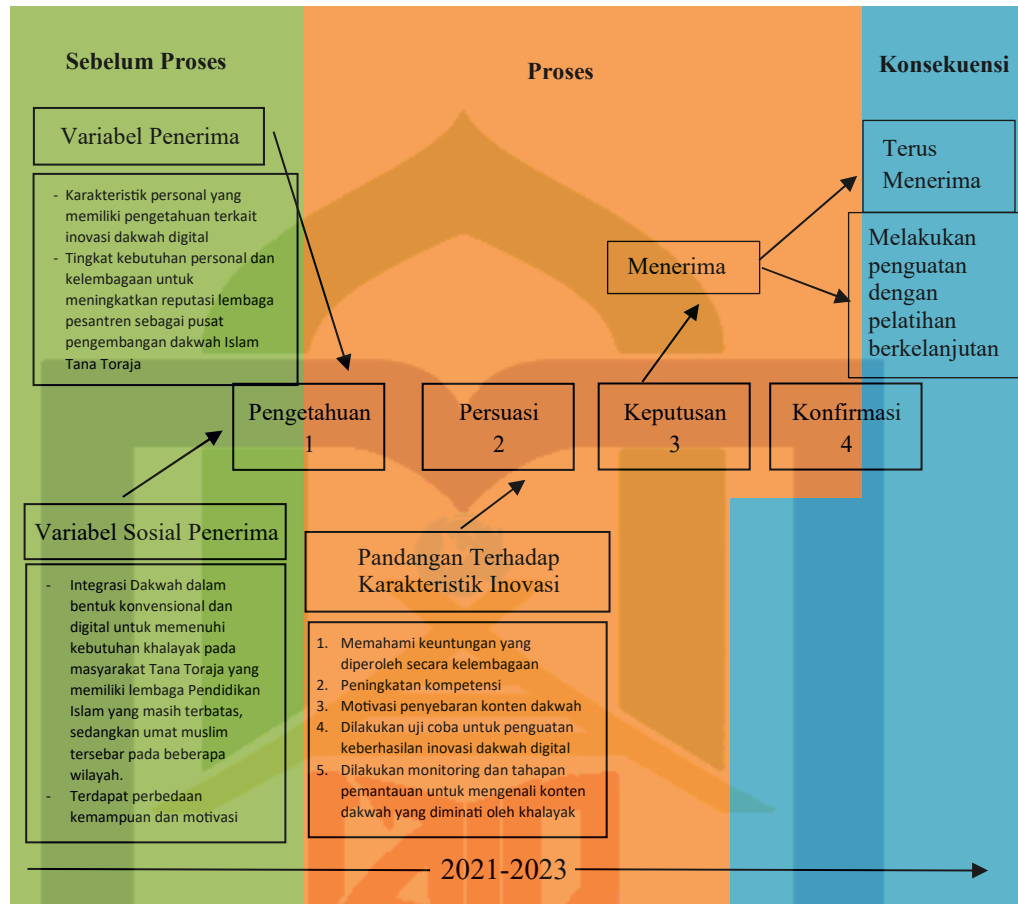 Sebelum Proses
Proses
Konsekuensi
Variabel Penerima
- Karakteristik personal yang
memiliki pengetahuan terkait
inovasi dakwah digital
- Tingkat kebutuhan personal dan
kelembagaan untuk
meningkatkan reputasi lembaga
pesantren sebagai pusat
pengembangan dakwah Islam
Tana Toraja
Terus
Menerima
Menerima
Melakukan
penguatan
dengan
pelatihan
berkelanjutan
Pengetahuan
1
Persuasi
2
Keputusan
3
Konfirmasi
4
Variabel Sosial Penerima
- Integrasi Dakwah dalam
bentuk konvensional dan
digital untuk memenuhi
kebutuhan khalayak pada
masyarakat Tana Toraja yang
memiliki lembaga Pendidikan
Islam yang masih terbatas,
sedangkan umat muslim
tersebar pada beberapa
wilayah.
- Terdapat perbedaan
kemampuan dan motivasi
Pandangan Terhadap
Karakteristik Inovasi
1. Memahami keuntungan yang
diperoleh secara kelembagaan
2. Peningkatan kompetensi
3. Motivasi penyebaran konten dakwah
4. Dilakukan uji coba untuk penguatan
keberhasilan inovasi dakwah digital
5. Dilakukan monitoring dan tahapan
pemantauan untuk mengenali konten
dakwah yang diminati oleh khalayak
2021-2023